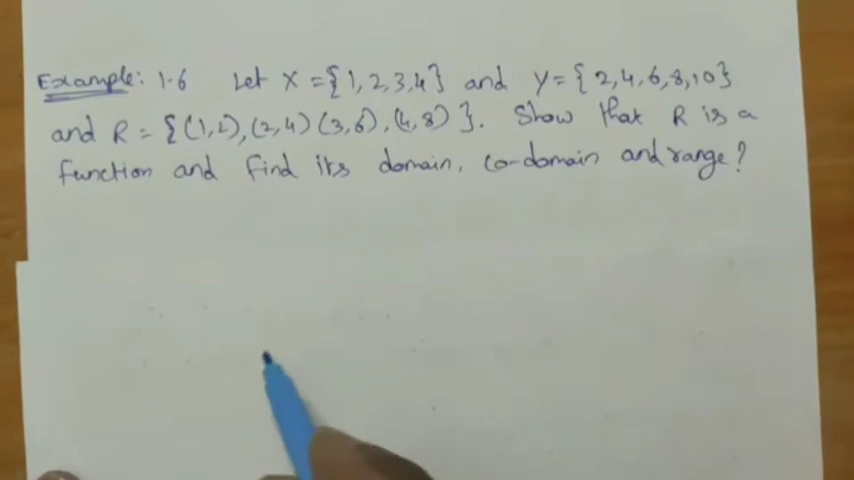 Example: 1.6 Let X = {1,2,3,4} and Y = {2,4,6,8,10}
and R = {(1,2),(2,4)(3,6),(4,8)}. Show that R is a
function and find its domain, co-domain and range?